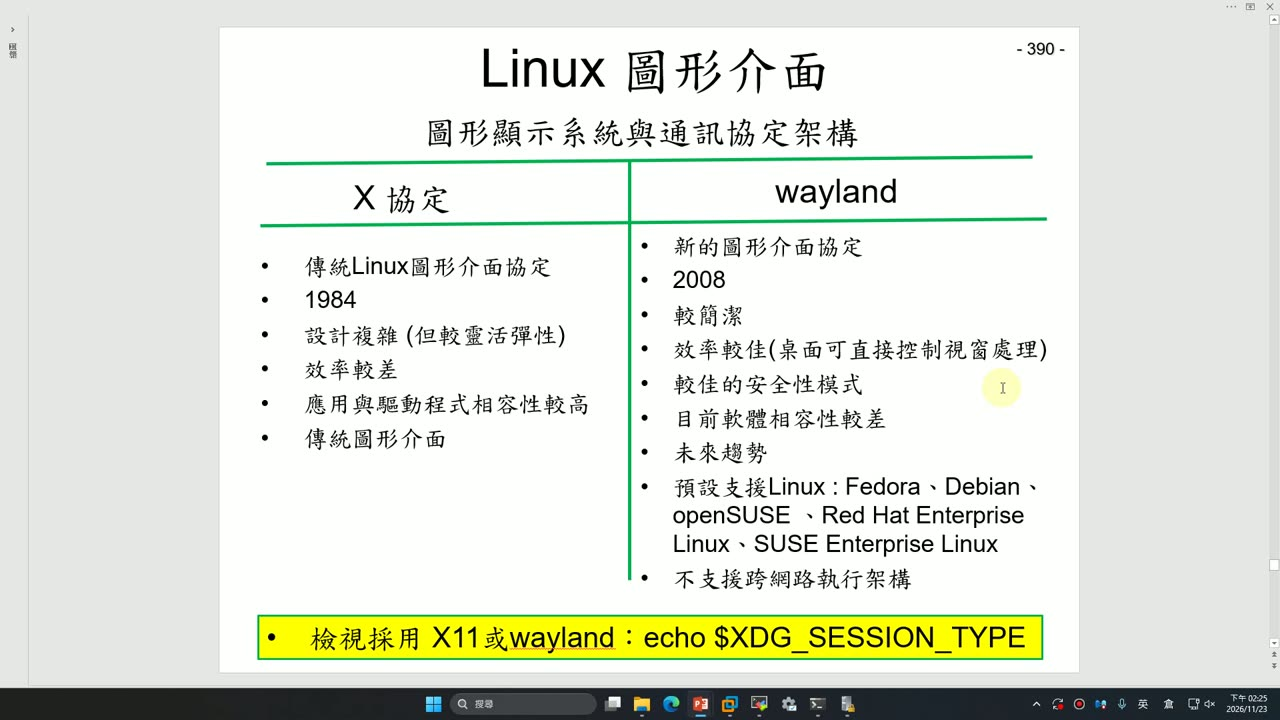 - 390 -
Linux 圖形介面
圖形顯示系統與通訊協定架構
X 協定
wayland
• 傳統Linux圖形介面協定
• 1984
• 設計複雜 (但較靈活彈性)
• 效率較差
• 應用與驅動程式相容性較高
• 傳統圖形介面
• 新的圖形介面協定
• 2008
• 較簡潔
• 效率較佳(桌面可直接控制視窗處理)
• 較佳的安全性模式
• 目前軟體相容性較差
• 未來趨勢
• 預設支援Linux : Fedora、Debian、
openSUSE 、Red Hat Enterprise
Linux、SUSE Enterprise Linux
• 不支援跨網路執行架構
• 檢視採用 X11或wayland：echo $XDG_SESSION_TYPE
搜尋
英
下午 02:25
2026/11/23